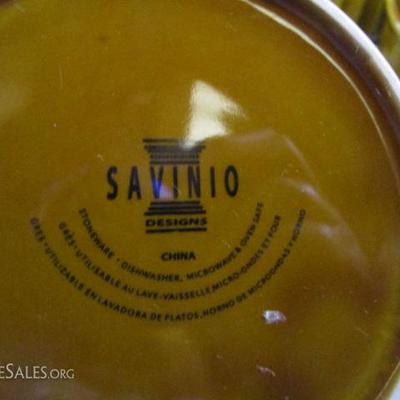 SAVINIO
DESIGNS
CHINA
STONEWARE • DISHWASHER, MICROWAVE & OVEN SAFE
GRÈS • UTILISABLE AU LAVE-VAISSELLE, MICRO-ONDES ET FOUR
GRES • UTILIZABLE EN LAVADORA DE PLATOS, HORNO DE MICROONDAS Y HORNO
ESALES.ORG